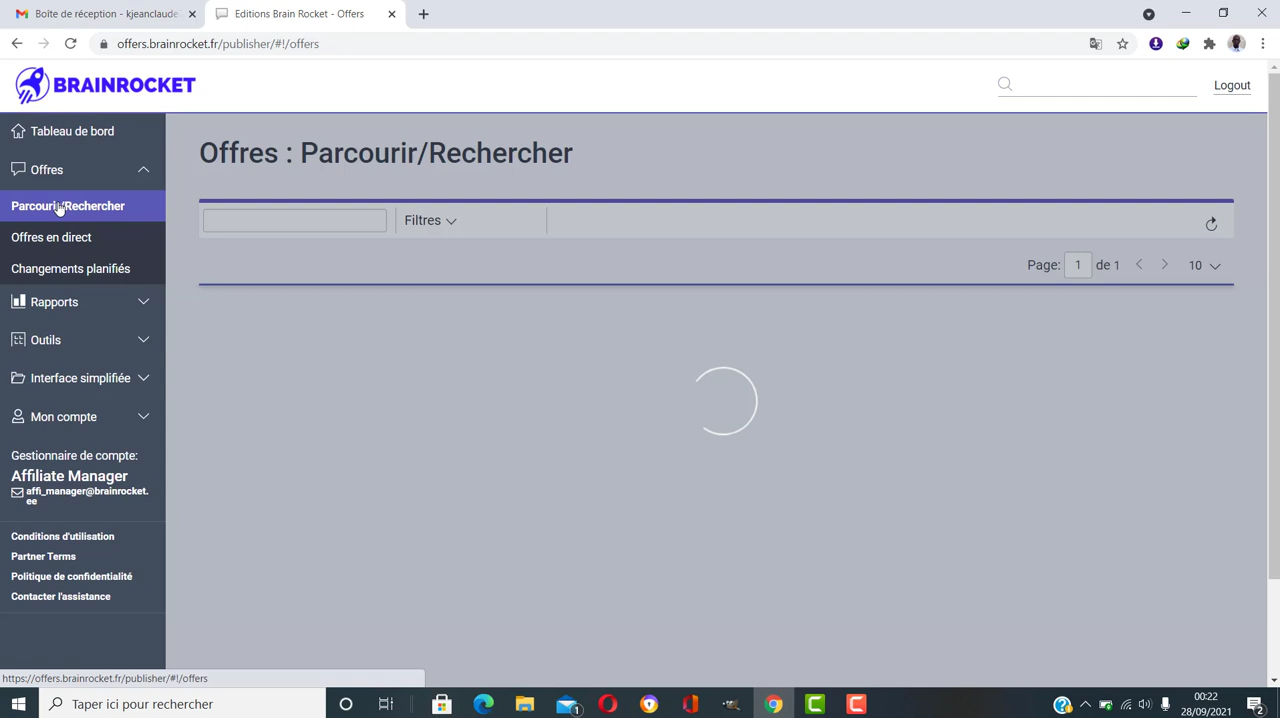 Boîte de réception - kjeanclaude
Editions Brain Rocket - Offers
offers.brainrocket.fr/publisher/#!/offers
BRAINROCKET
Logout
Tableau de bord
Offres
Parcourir/Rechercher
Offres en direct
Changements planifiés
Rapports
Outils
Interface simplifiée
Mon compte
Gestionnaire de compte:
Affiliate Manager
affi_manager@brainrocket.
ee
Conditions d'utilisation
Partner Terms
Politique de confidentialité
Contacter l'assistance
Offres : Parcourir/Rechercher
Filtres
Page: 1 de 1 10
https://offers.brainrocket.fr/publisher/#!/offers
Taper ici pour rechercher
1
00:22
28/09/2021
2